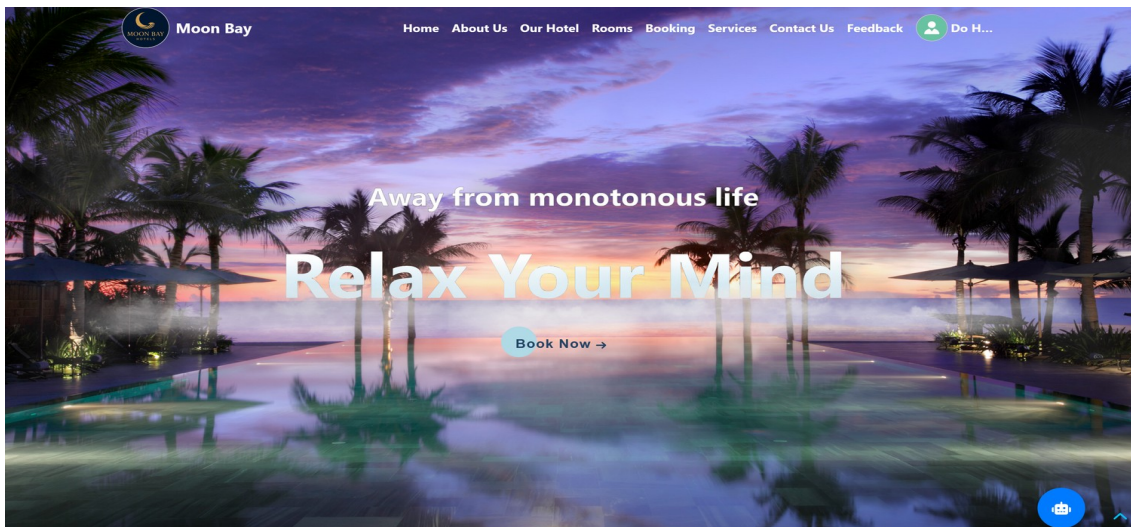 MOON BAY
HOTELS
Moon Bay
Home About Us Our Hotel Rooms Booking Services Contact Us Feedback Do H...
Away from monotonous life
Relax Your Mind
Book Now →